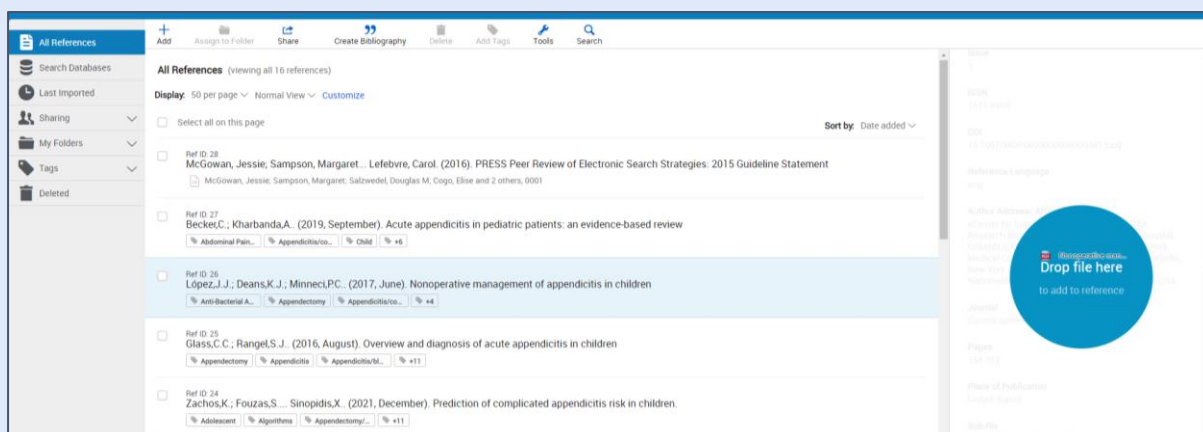 Add
Assign to Folder
Share
Create Bibliography
Delete
Add Tags
Tools
Search
All References
Search Databases
Last Imported
Sharing
My Folders
Tags
Deleted
All References (viewing all 16 references)
Display: 50 per page Normal View Customize
Select all on this page
Sort by: Date added
Ref ID: 28
McGowan, Jessie; Sampson, Margaret... Lefebvre, Carol. (2016). PRESS Peer Review of Electronic Search Strategies: 2015 Guideline Statement
McGowan, Jessie; Sampson, Margaret; Salzwedel, Douglas M; Cogo, Elise and 2 others, 0001
Ref ID: 27
Becker,C.; Kharbanda,A.. (2019, September). Acute appendicitis in pediatric patients: an evidence-based review
Abdominal Pain... Appendicitis/co... Child +6
Ref ID: 26
López,J.J.; Deans,K.J.; Minneci,P.C.. (2017, June). Nonoperative management of appendicitis in children
Anti-Bacterial A... Appendectomy Appendicitis/co... +4
Ref ID: 25
Glass,C.C.; Rangel,S.J.. (2016, August). Overview and diagnosis of acute appendicitis in children
Appendectomy Appendicitis Appendicitis/bl... +11
Ref ID: 24
Zachos,K.; Fouzas,S.... Sinopidis,X.. (2021, December). Prediction of complicated appendicitis risk in children.
Adolescent Algorithms Appendectomy/... +11
Issue
ISSN
DOI
Reference Language
Nonoperative man...
Drop file here
to add to reference
Journal
Pages
Place of Publication